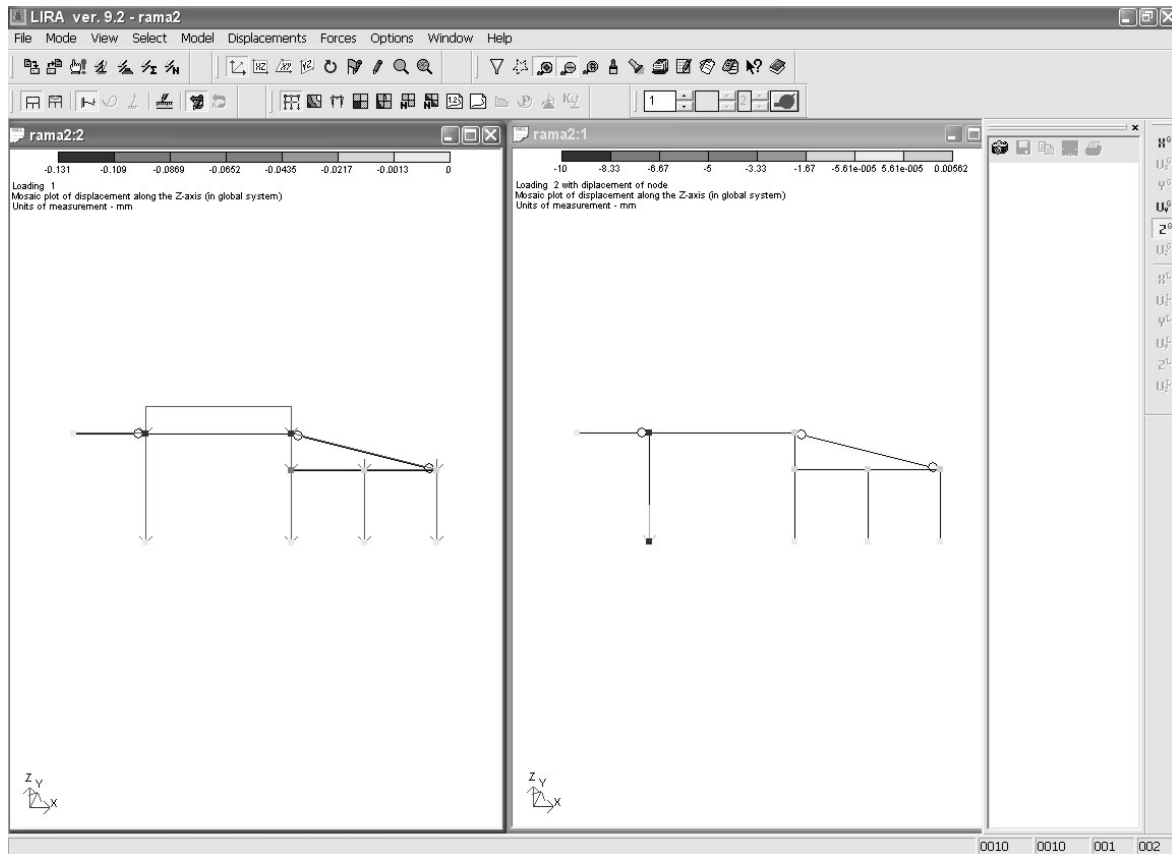 LIRA ver. 9.2 - rama2
File Mode View Select Model Displacements Forces Options Window Help
1 2
rama2:2
-0.131 -0.109 -0.0869 -0.0652 -0.0435 -0.0217 -0.0013 0
Loading 1
Mosaic plot of displacement along the Z-axis (in global system)
Units of measurement - mm
Z Y X
rama2:1
-10 -8.33 -6.67 -5 -3.33 -1.67 -5.61e-005 5.61e-005 0.00562
Loading 2 with diplacement of node
Mosaic plot of displacement along the Z-axis (in global system)
Units of measurement - mm
Z Y X
0010 0010 001 002